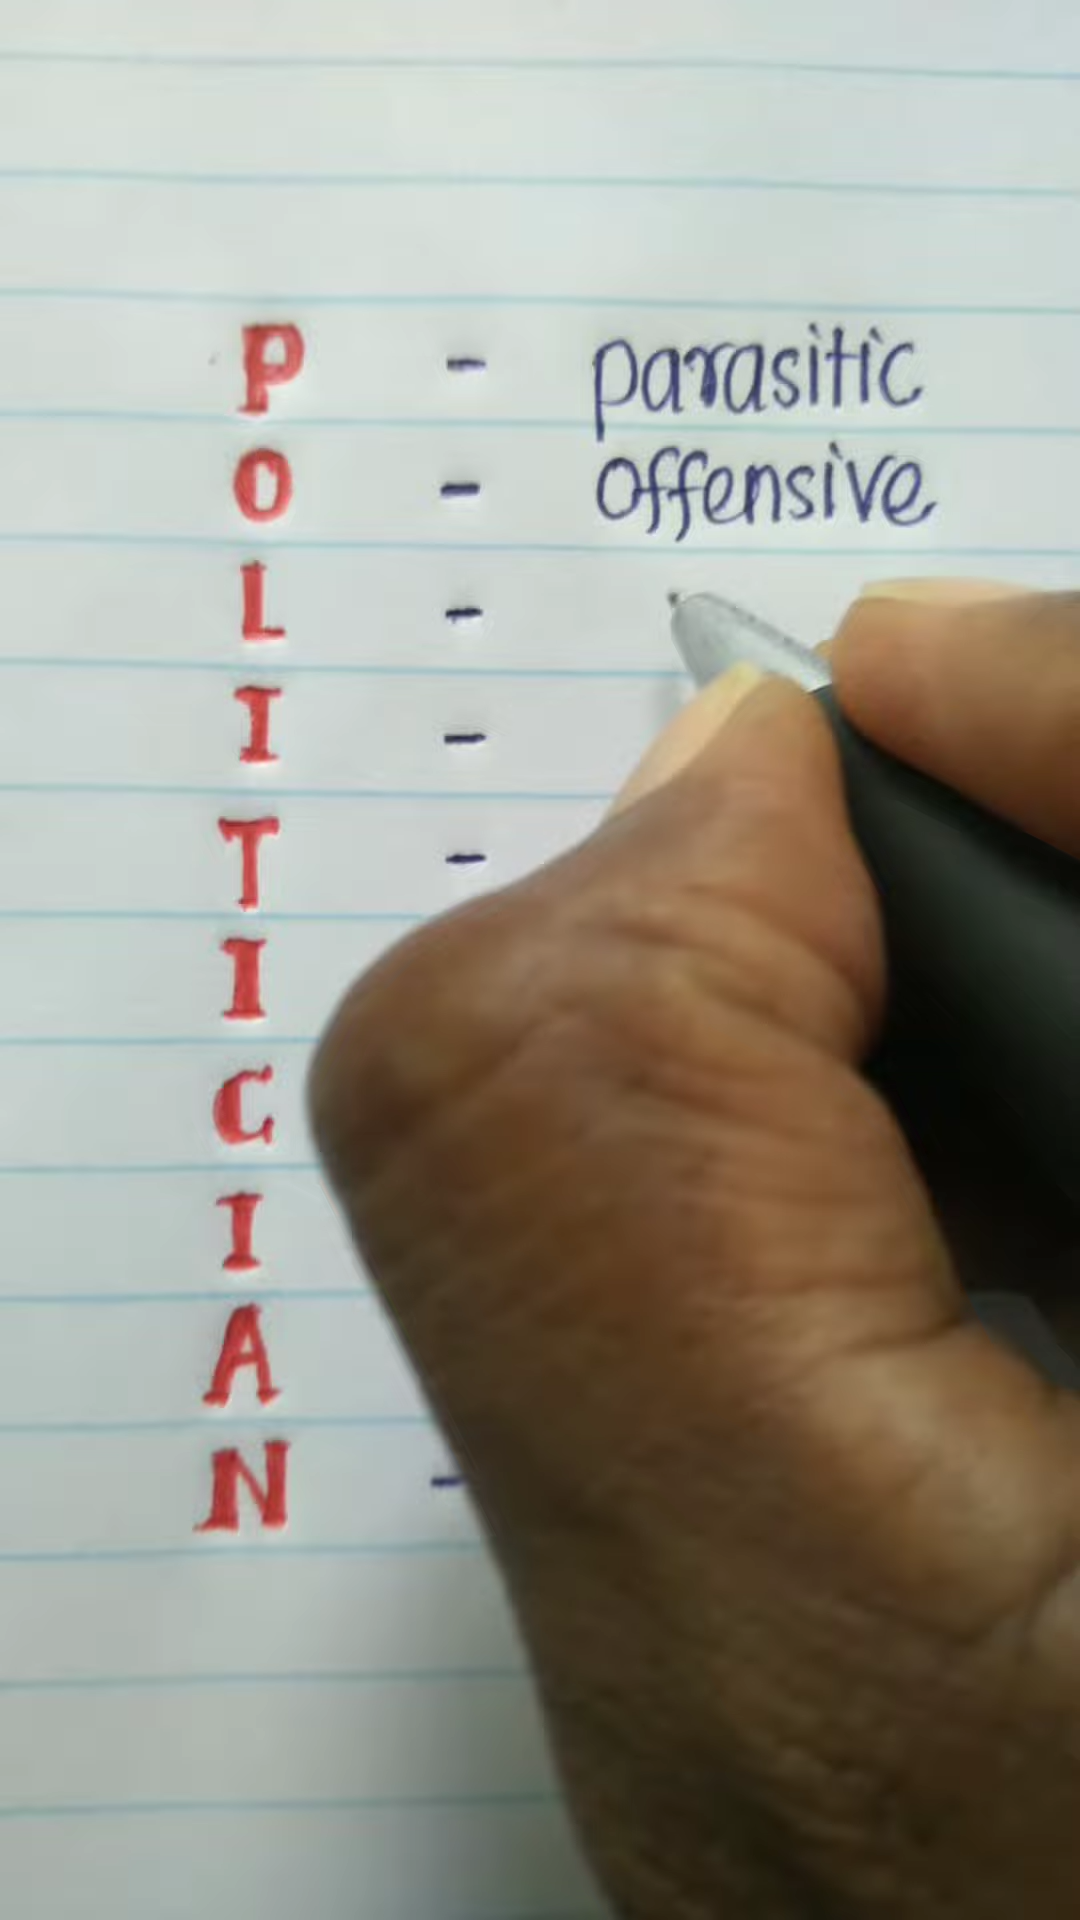 P - parasitic
O - offensive
L -
I -
T -
I
C
I
A
N -